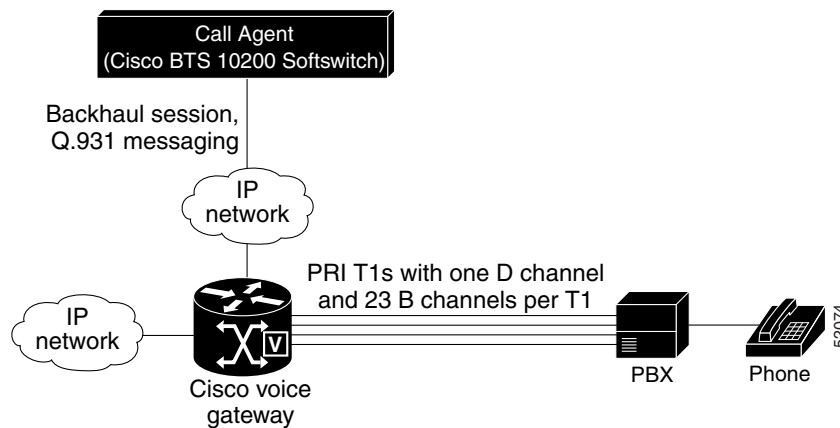 Call Agent
(Cisco BTS 10200 Softswitch)
Backhaul session,
Q.931 messaging
IP
network
PRI T1s with one D channel
and 23 B channels per T1
IP
network
V
Cisco voice
gateway
PBX
Phone
53074